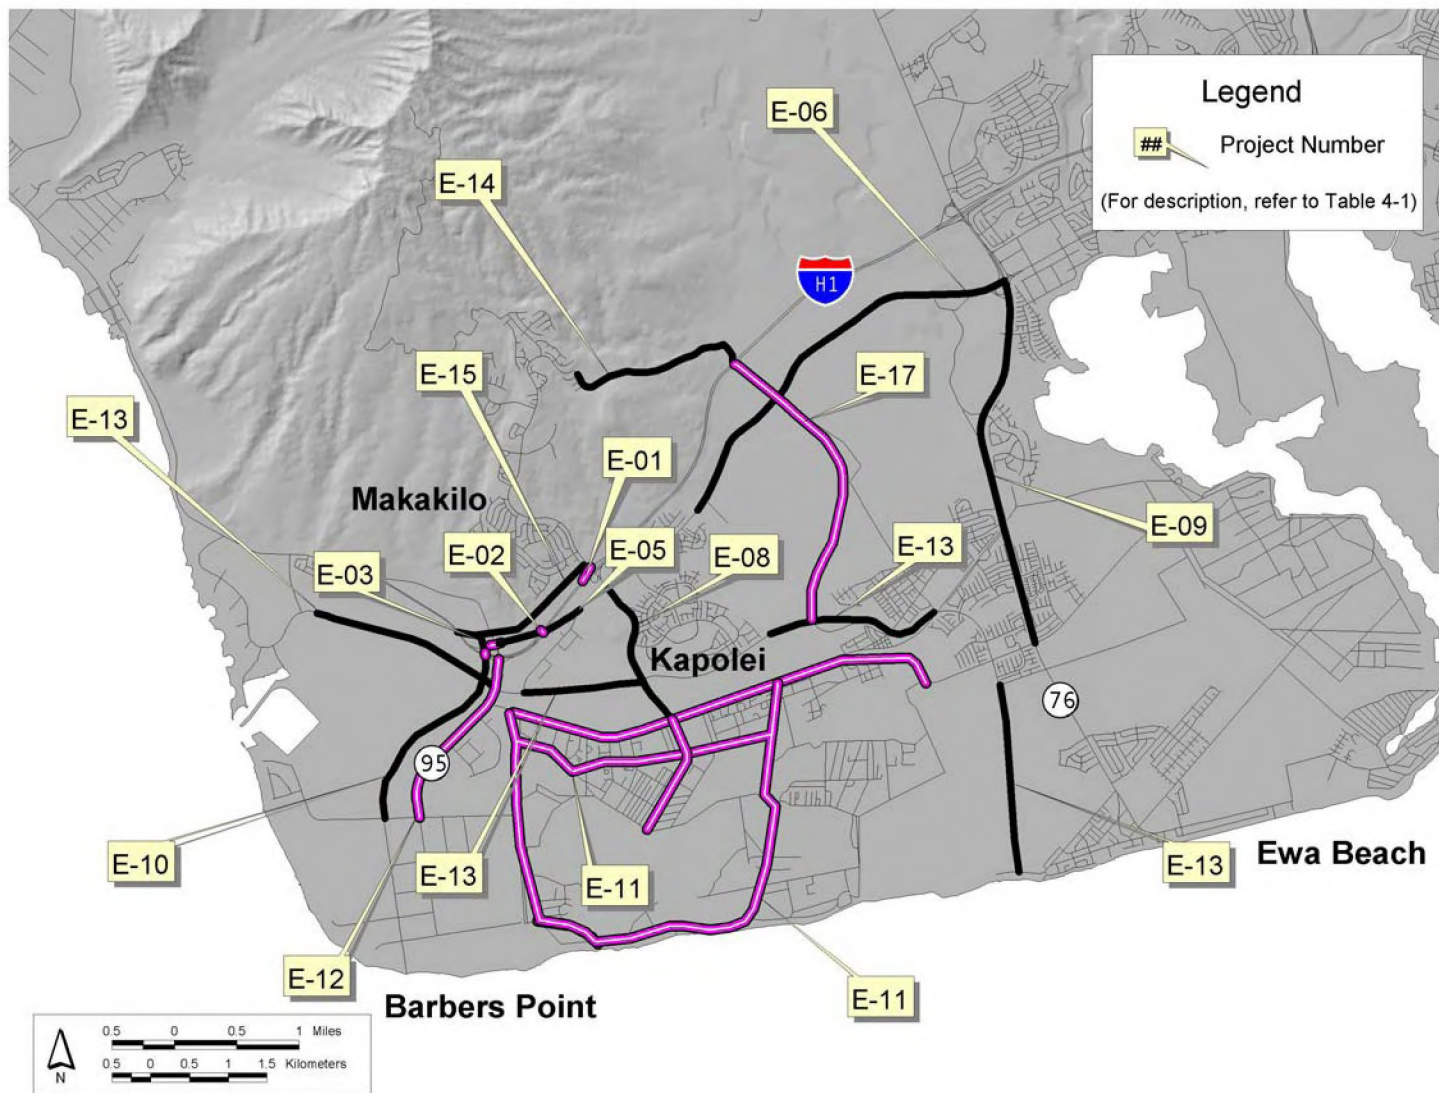 Legend
## Project Number
(For description, refer to Table 4-1)
E-06
E-14
H1
E-15
E-17
E-13
E-01
Makakilo
E-09
E-02
E-05
E-08
E-13
E-03
Kapolei
76
95
E-10
E-13
E-11
E-13
Ewa Beach
E-12
E-11
Barbers Point
0.5 0 0.5 1 Miles
0.5 0 0.5 1 1.5 Kilometers
N